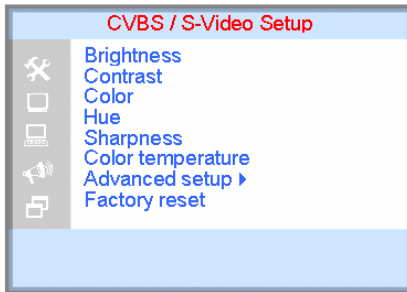 CVBS / S-Video Setup
Brightness
Contrast
Color
Hue
Sharpness
Color temperature
Advanced setup
Factory reset